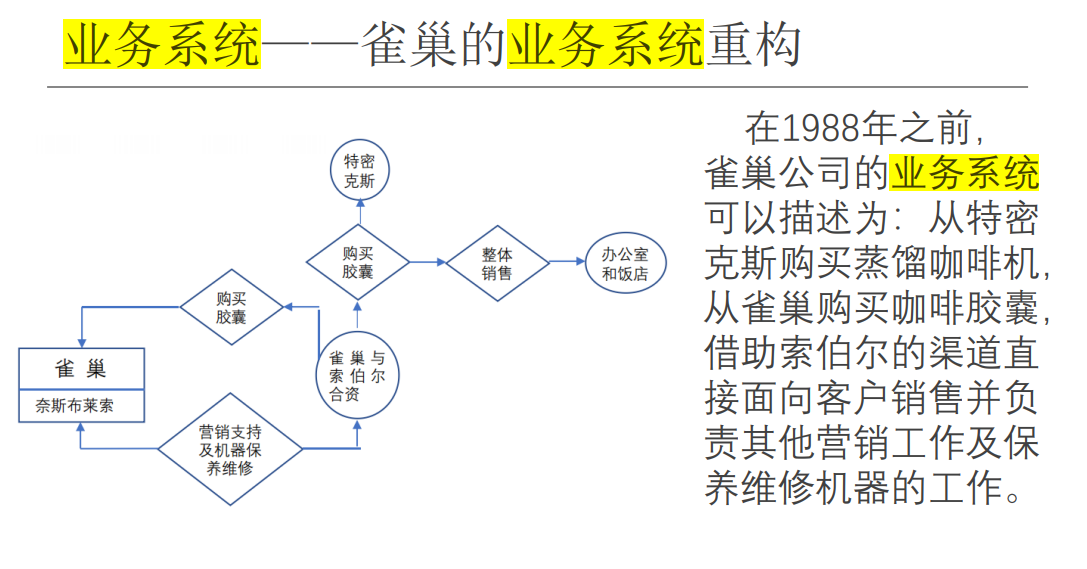 业务系统——雀巢的业务系统重构
特密
克斯
购买
胶囊
整体
销售
办公室
和饭店
购买
胶囊
雀巢与
索伯尔
合资
雀巢
奈斯布莱索
营销支持
及机器保
养维修
在1988年之前,
雀巢公司的业务系统
可以描述为：从特密
克斯购买蒸馏咖啡机,
从雀巢购买咖啡胶囊,
借助索伯尔的渠道直
接面向客户销售并负
责其他营销工作及保
养维修机器的工作。